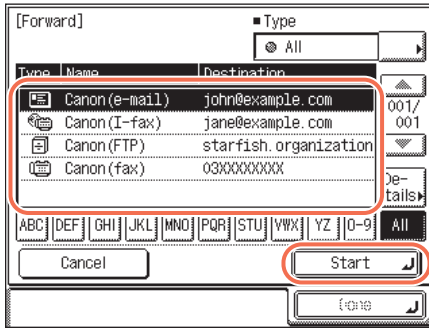 [Forward]
■Type
All
Type Name Destination
Canon(e-mail) john@example.com
Canon(I-fax) jane@example.com
Canon(FTP) starfish.organization
Canon(fax) 03XXXXXXXX
001/
001
De-
tails▶
ABC DEF GHI JKL MNO PQR STU VWX YZ 0-9 All
Cancel Start
Done